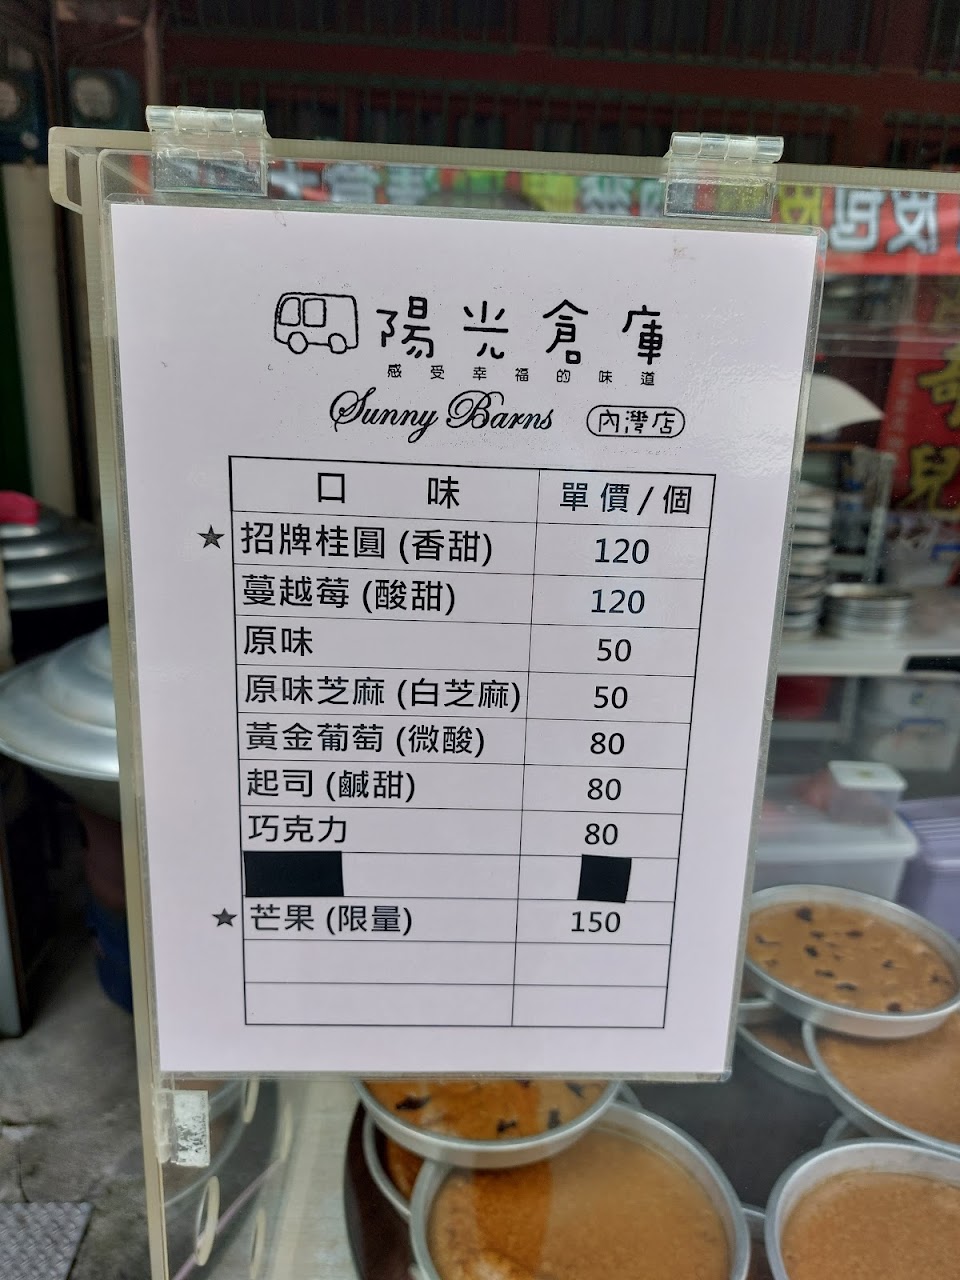 陽光倉庫
感受幸福的味道
Sunny Barns 內灣店
口味 單價/個
★ 招牌桂圓 (香甜) 120
蔓越莓 (酸甜) 120
原味 50
原味芝麻 (白芝麻) 50
黃金葡萄 (微酸) 80
起司 (鹹甜) 80
巧克力 80
★ 芒果 (限量) 150